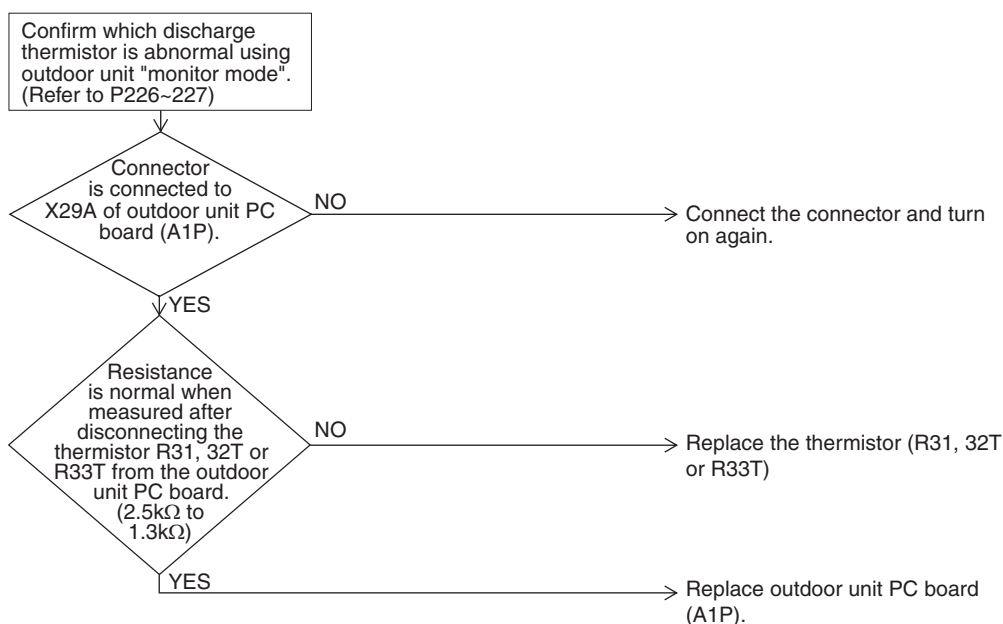 Confirm which discharge
thermistor is abnormal using
outdoor unit "monitor mode".
(Refer to P226~227)
Connector
is connected to
X29A of outdoor unit PC
board (A1P).
NO
Connect the connector and turn
on again.
YES
Resistance
is normal when
measured after
disconnecting the
thermistor R31, 32T or
R33T from the outdoor
unit PC board.
(2.5kΩ to
1.3kΩ)
NO
Replace the thermistor (R31, 32T
or R33T)
YES
Replace outdoor unit PC board
(A1P).